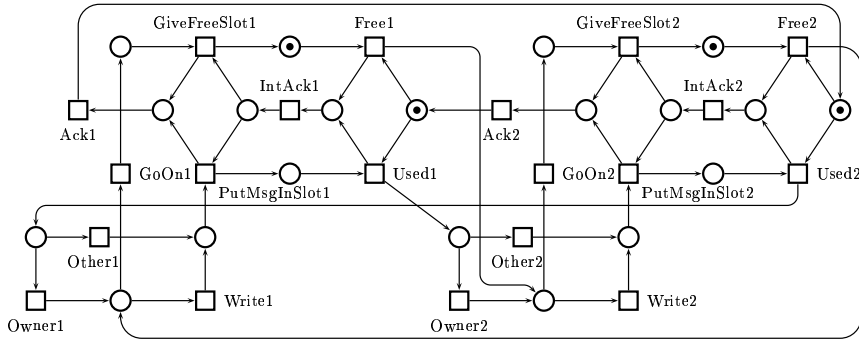 GiveFreeSlot1
Free1
GiveFreeSlot2
Free2
IntAck1
IntAck2
Ack1
Ack2
GoOn1
Used1
GoOn2
Used2
PutMsgInSlot1
PutMsgInSlot2
Other1
Other2
Write1
Write2
Owner1
Owner2